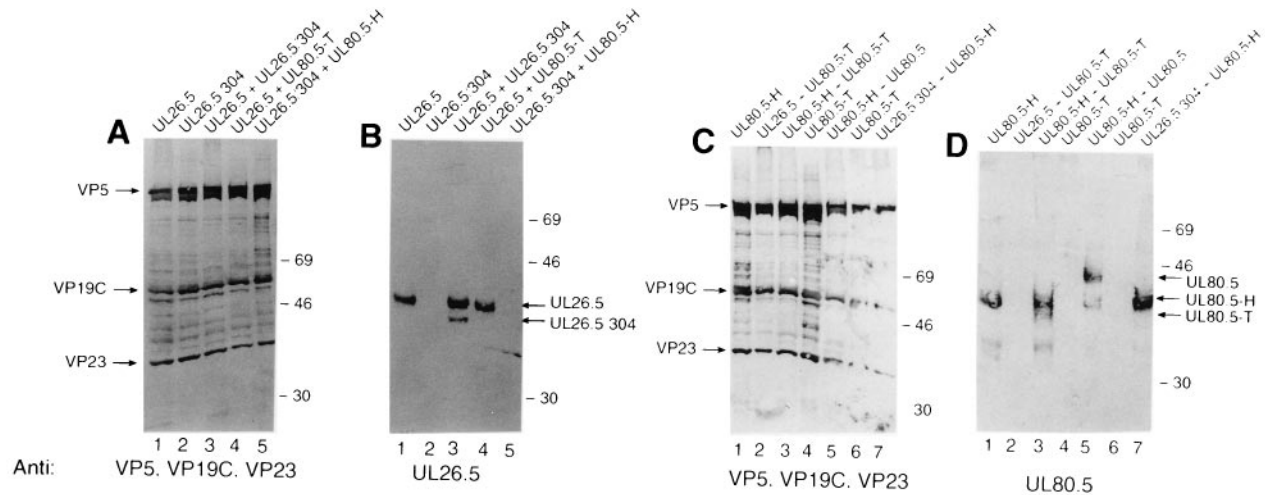 A
UL26.5
UL26.5 304
UL26.5 + UL26.5 304
UL26.5 + UL80.5-T
UL26.5 304 + UL80.5-H
VP5
VP19C
VP23
- 69
- 46
- 30
1 2 3 4 5
Anti:
VP5. VP19C. VP23
B
UL26.5
UL26.5 304
UL26.5 + UL26.5 304
UL26.5 + UL80.5-T
UL26.5 304 + UL80.5-H
- 69
- 46
UL26.5
UL26.5 304
- 30
1 2 3 4 5
UL26.5
C
UL80.5-H
UL26.5 - UL80.5-T
UL80.5-H - UL80.5-T
UL80.5-T
UL80.5-H - UL80.5
UL80.5-T
UL26.5 304 - UL80.5-H
VP5
VP19C
VP23
- 69
- 46
30
1 2 3 4 5 6 7
VP5. VP19C. VP23
D
UL80.5-H
UL26.5 - UL80.5-T
UL80.5-H - UL80.5-T
UL80.5-T
UL80.5-H - UL80.5
UL80.5-T
UL26.5 304 - UL80.5-H
- 69
- 46
UL80.5
UL80.5-H
UL80.5-T
- 30
1 2 3 4 5 6 7
UL80.5